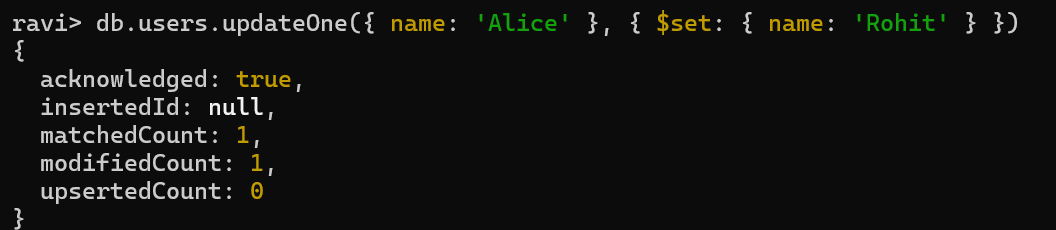 ravi> db.users.updateOne({ name: 'Alice' }, { $set: { name: 'Rohit' } })
{
  acknowledged: true,
  insertedId: null,
  matchedCount: 1,
  modifiedCount: 1,
  upsertedCount: 0
}